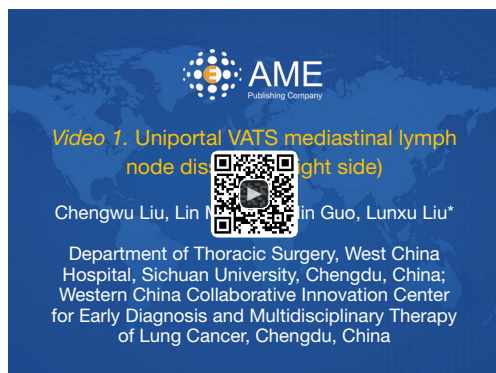 AME
Publishing Company
Video 1. Uniportal VATS mediastinal lymph
node ight side)
Chengwu Liu, Lin Guo, Lunxu Liu*
Department of Thoracic Surgery, West China
Hospital, Sichuan University, Chengdu, China;
Western China Collaborative Innovation Center
for Early Diagnosis and Multidisciplinary Therapy
of Lung Cancer, Chengdu, China